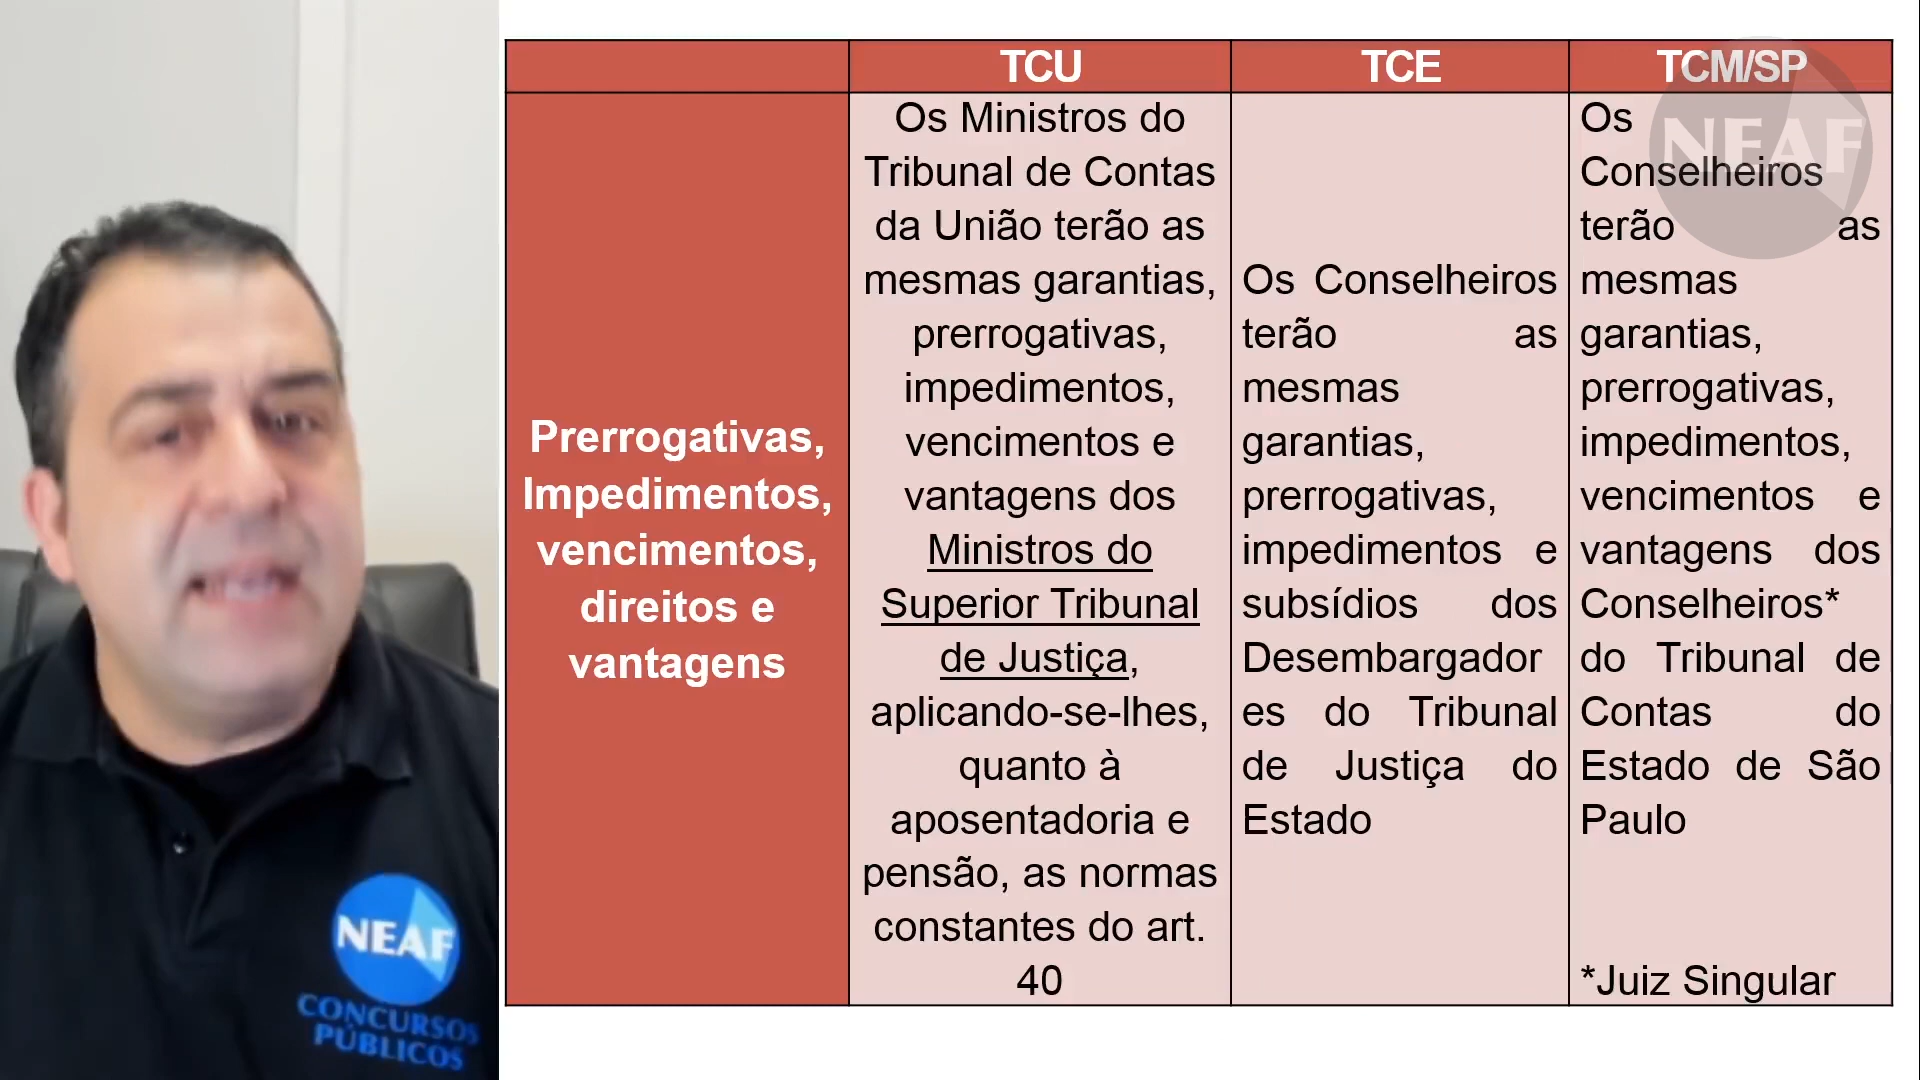 TCU
TCE
TCM/SP
Prerrogativas,
Impedimentos,
vencimentos,
direitos e
vantagens
Os Ministros do
Tribunal de Contas
da União terão as
mesmas garantias,
prerrogativas,
impedimentos,
vencimentos e
vantagens dos
Ministros do
Superior Tribunal
de Justiça,
aplicando-se-lhes,
quanto à
aposentadoria e
pensão, as normas
constantes do art.
40
Os Conselheiros
terão as
mesmas
garantias,
prerrogativas,
impedimentos e
subsídios dos
Desembargador
es do Tribunal
de Justiça do
Estado
Os
Conselheiros
terão as
mesmas
garantias,
prerrogativas,
impedimentos,
vencimentos e
vantagens dos
Conselheiros*
do Tribunal de
Contas do
Estado de São
Paulo
*Juiz Singular
NEAF
NEAF
CONCURSOS
PÚBLICOS